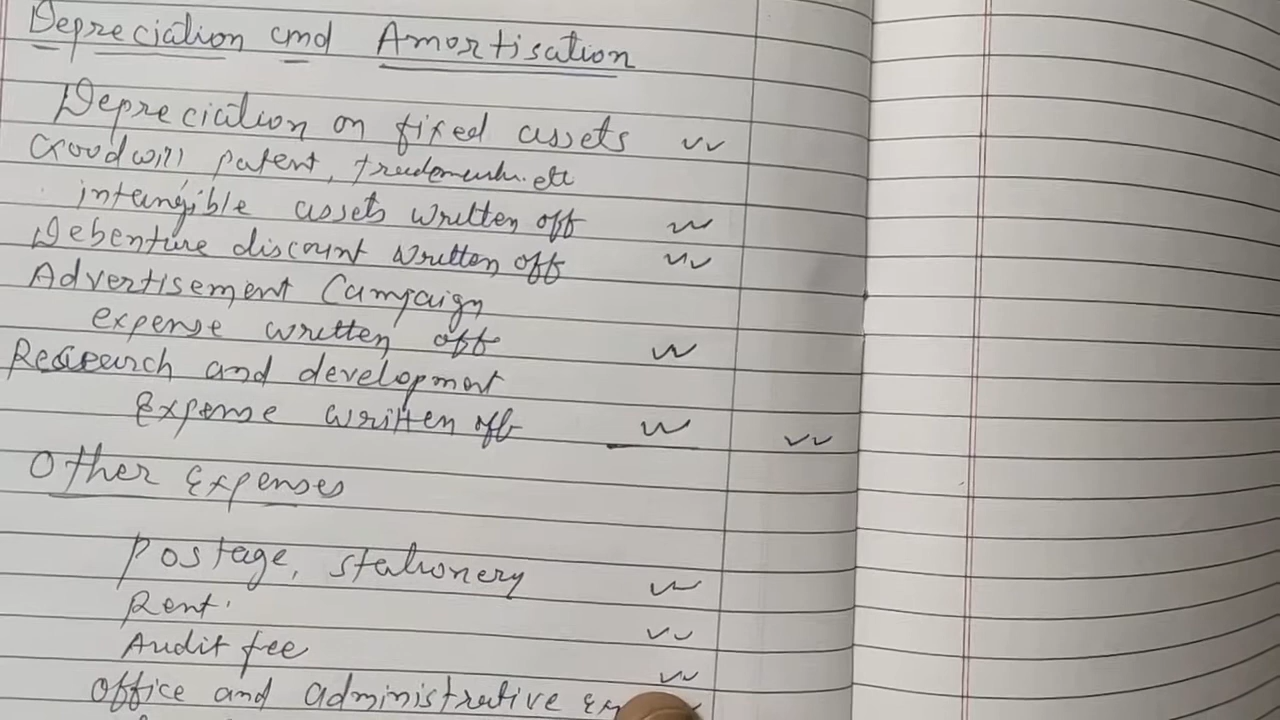 Depreciation and Amortisation
Depreciation on fixed assets
Goodwill patent, trademark. etc
intangible assets written off
Debenture discount written off
Advertisement Campaign
expense written off
Research and development
Expense written off
Other Expenses
Postage, stationery
Rent.
Audit fee
Office and administrative